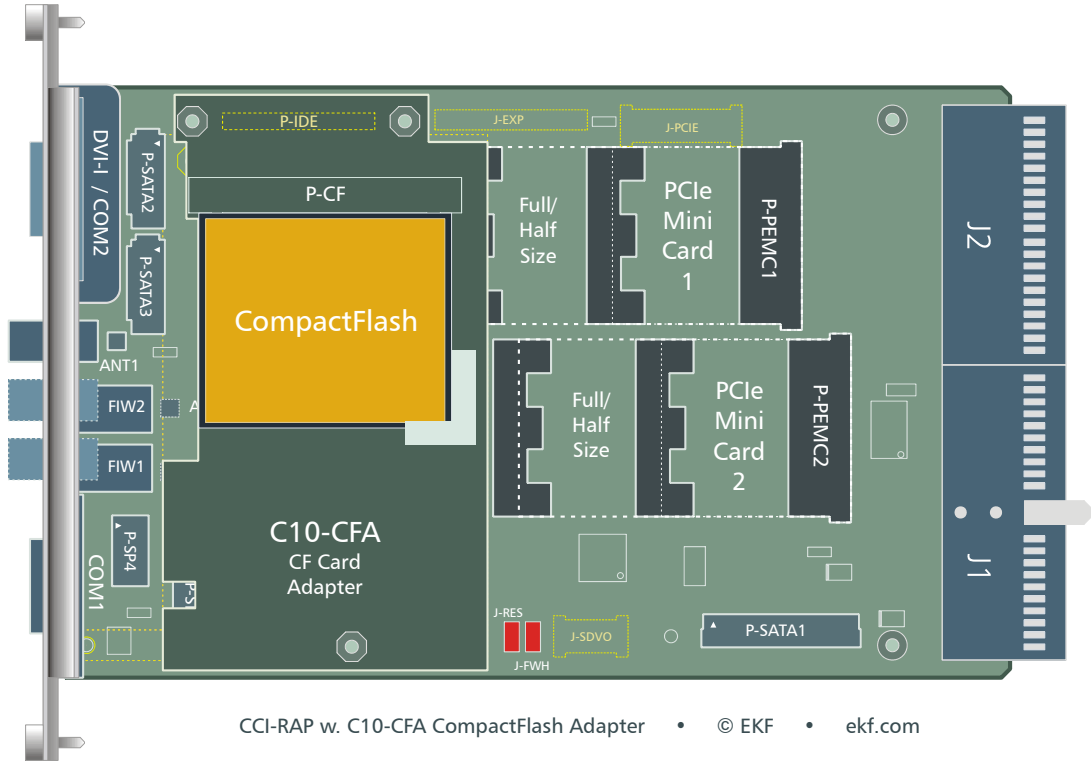 P-IDE
J-EXP
J-PCIE
DVI-I / COM2
P-SATA2
P-SATA3
P-CF
CompactFlash
Full/
Half
Size
PCIe
Mini
Card
1
P-PEMC1
J2
ANT1
FIW2
A
FIW1
Full/
Half
Size
PCIe
Mini
Card
2
P-PEMC2
P-SP4
COM1
C10-CFA
CF Card
Adapter
J1
J-RES
J-FWH
J-SDVO
P-SATA1
CCI-RAP w. C10-CFA CompactFlash Adapter • © EKF • ekf.com